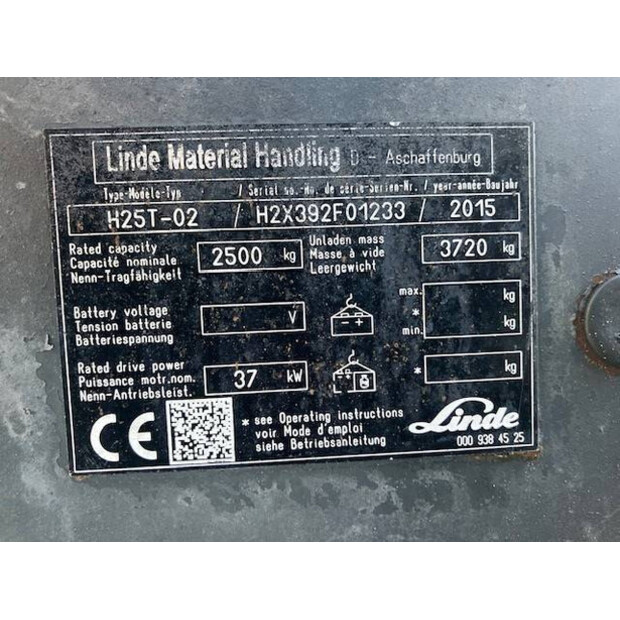 Linde Material Handling D - Aschaffenburg
Type-Modèle-Typ / Serial no.-No. de série-Serien-Nr. / year-année-Baujahr
H25T-02 / H2X392F01233 / 2015
Rated capacity
Capacité nominale
Nenn-Tragfähigkeit
2500 kg
Unladen mass
Masse à vide
Leergewicht
3720 kg
Battery voltage
Tension batterie
Batteriespannung
V
- +
max. kg
*
min. kg
Rated drive power
Puissance motr.nom.
Nenn-Antriebsleist.
37 kW
* kg
CE
* see Operating instructions
voir Mode d'emploi
siehe Betriebsanleitung
Linde
000 938 45 25